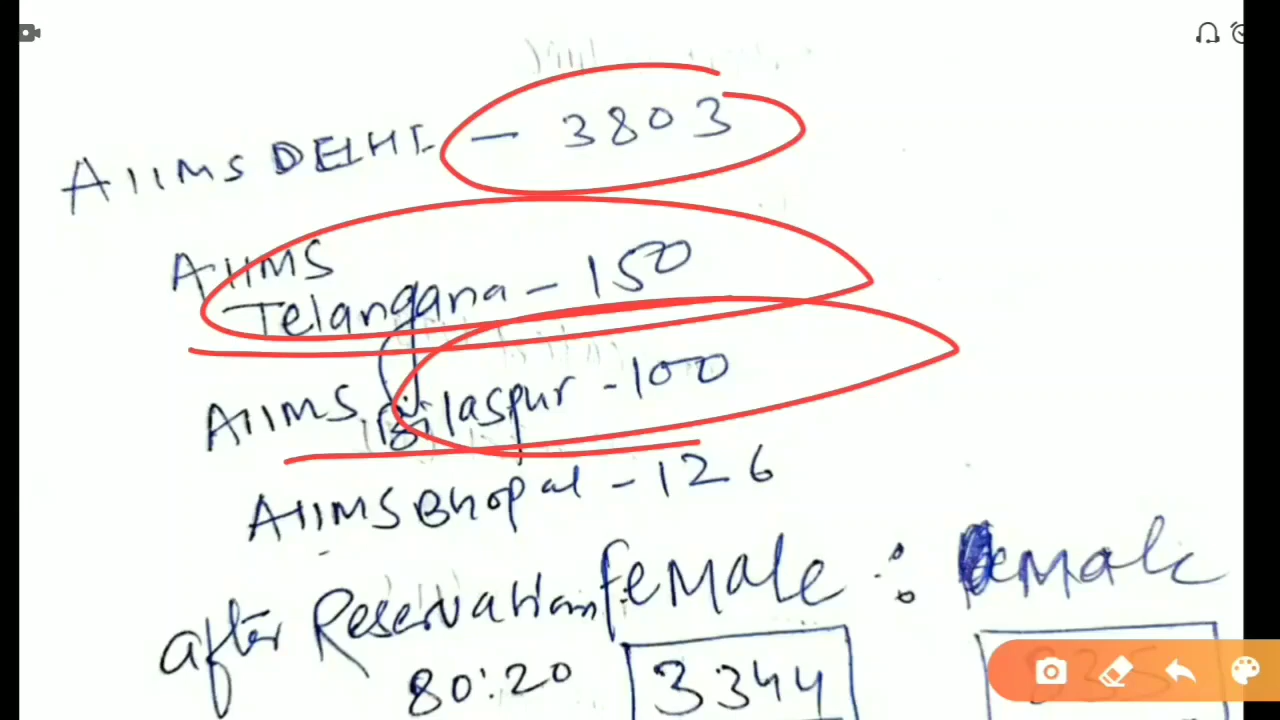 AIIMS DELHI - 3803
AIIMS
Telangana - 150
AIIMS Bilaspur - 100
AIIMS Bhopal - 126
after Reservation female : male
80:20 3344 835